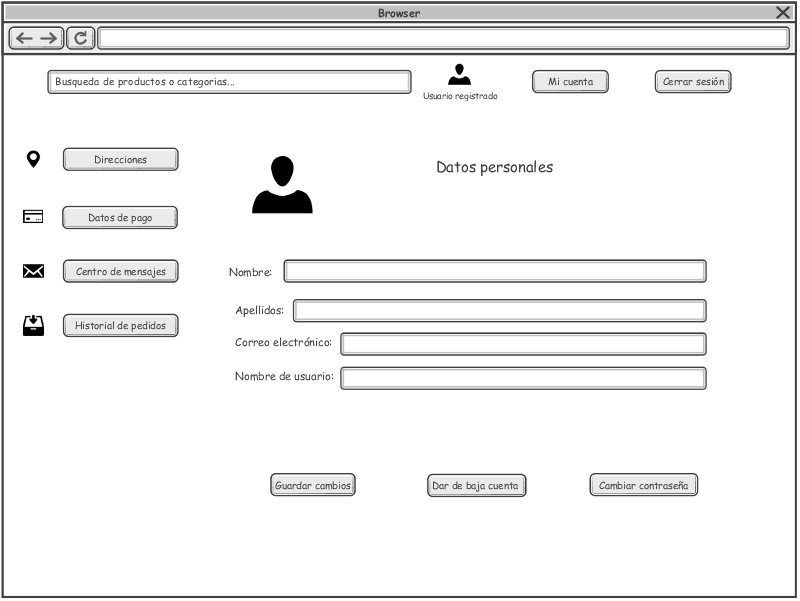 Browser
Busqueda de productos o categorias...
Usuario registrado
Mi cuenta
Cerrar sesión
Direcciones
Datos de pago
Centro de mensajes
Historial de pedidos
Datos personales
Nombre:
Apellidos:
Correo electrónico:
Nombre de usuario:
Guardar cambios
Dar de baja cuenta
Cambiar contraseña